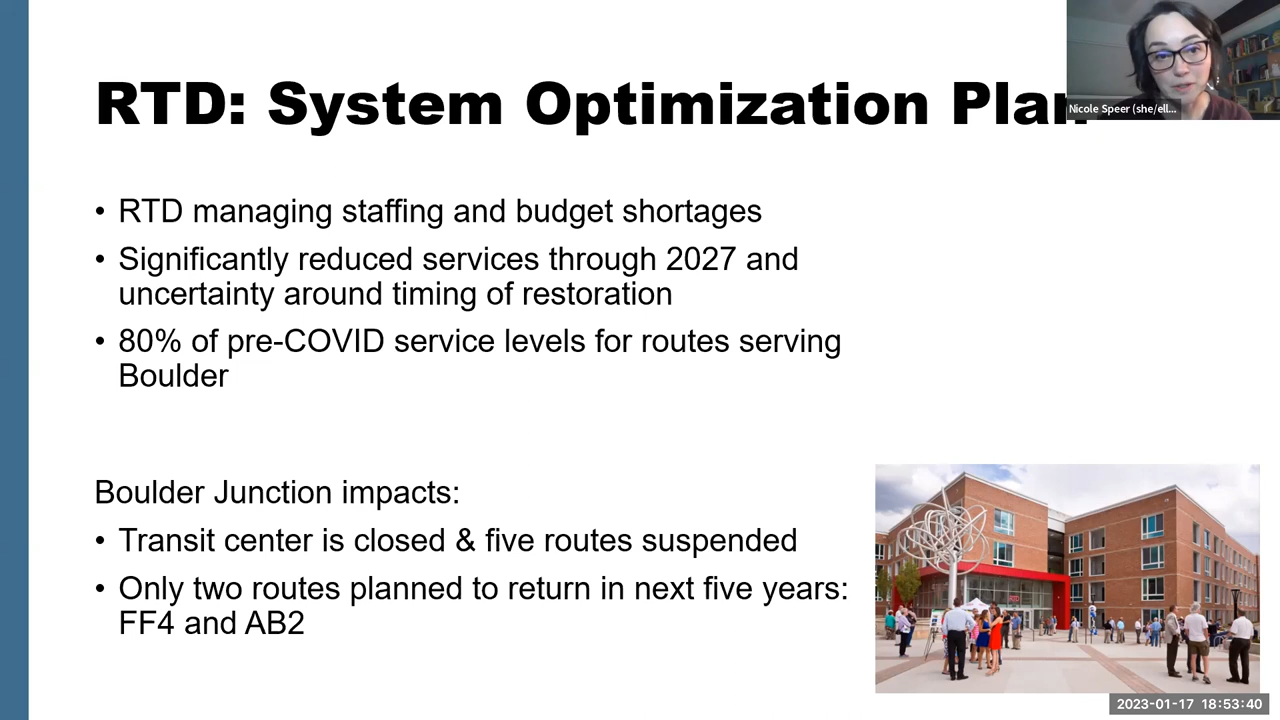 RTD: System Optimization Plan
Nicole Speer (she/ell...
• RTD managing staffing and budget shortages
• Significantly reduced services through 2027 and
uncertainty around timing of restoration
• 80% of pre-COVID service levels for routes serving
Boulder
Boulder Junction impacts:
• Transit center is closed & five routes suspended
• Only two routes planned to return in next five years:
FF4 and AB2
RTD
2023-01-17 18:53:40